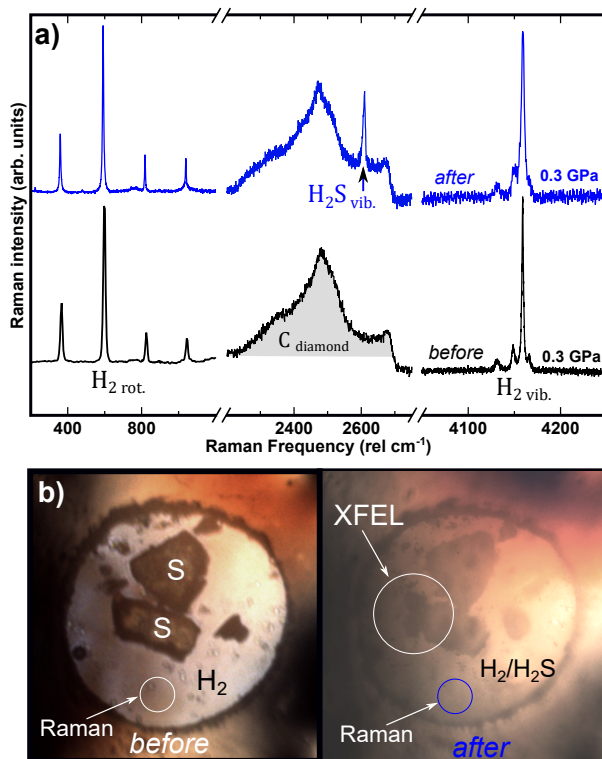 a)
Raman intensity (arb. units)
H₂S vib.
after
0.3 GPa
C diamond
before
0.3 GPa
H₂ rot.
H₂ vib.
400 800 2400 2600 4100 4200
Raman Frequency (rel cm⁻¹)
b)
S
S
H₂
Raman
before
XFEL
H₂/H₂S
Raman
after